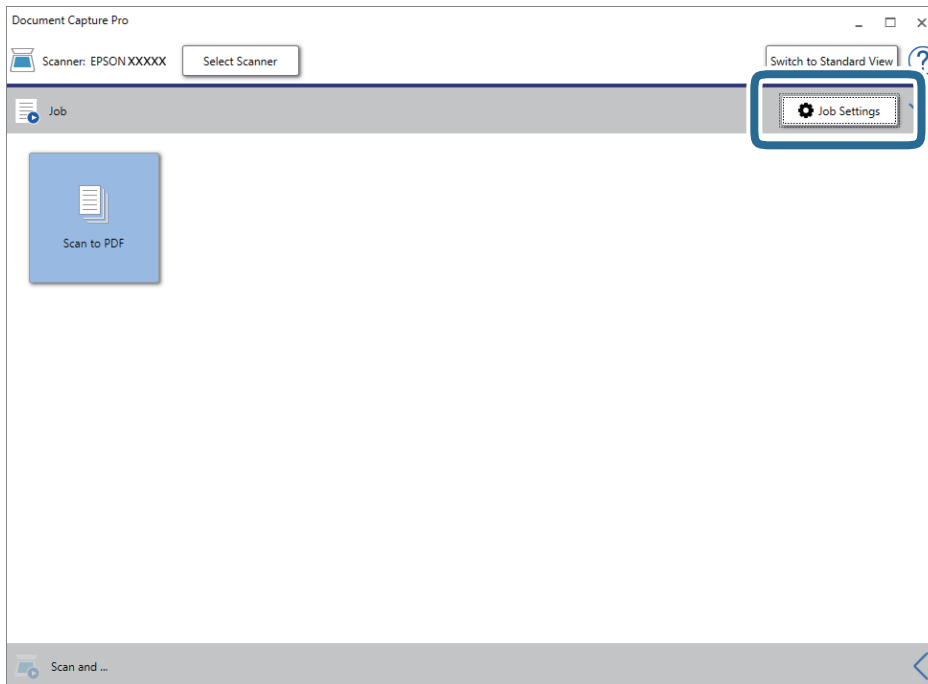 Document Capture Pro
Scanner: EPSON XXXXX
Select Scanner
Switch to Standard View
?
Job
Job Settings
Scan to PDF
Scan and ...